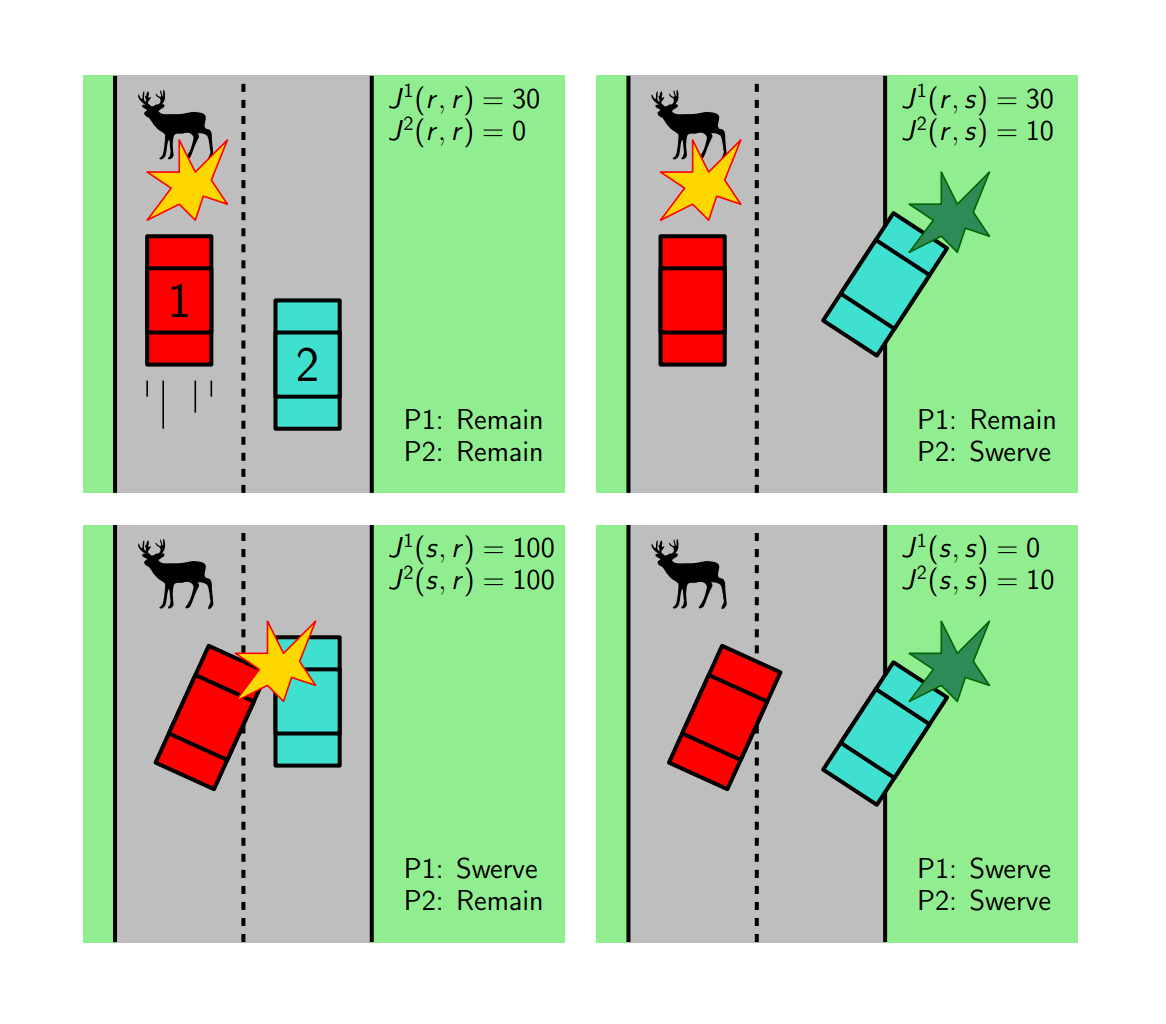 J¹(r, r) = 30
J²(r, r) = 0
1
2
P1: Remain
P2: Remain
J¹(r, s) = 30
J²(r, s) = 10
P1: Remain
P2: Swerve
J¹(s, r) = 100
J²(s, r) = 100
P1: Swerve
P2: Remain
J¹(s, s) = 0
J²(s, s) = 10
P1: Swerve
P2: Swerve